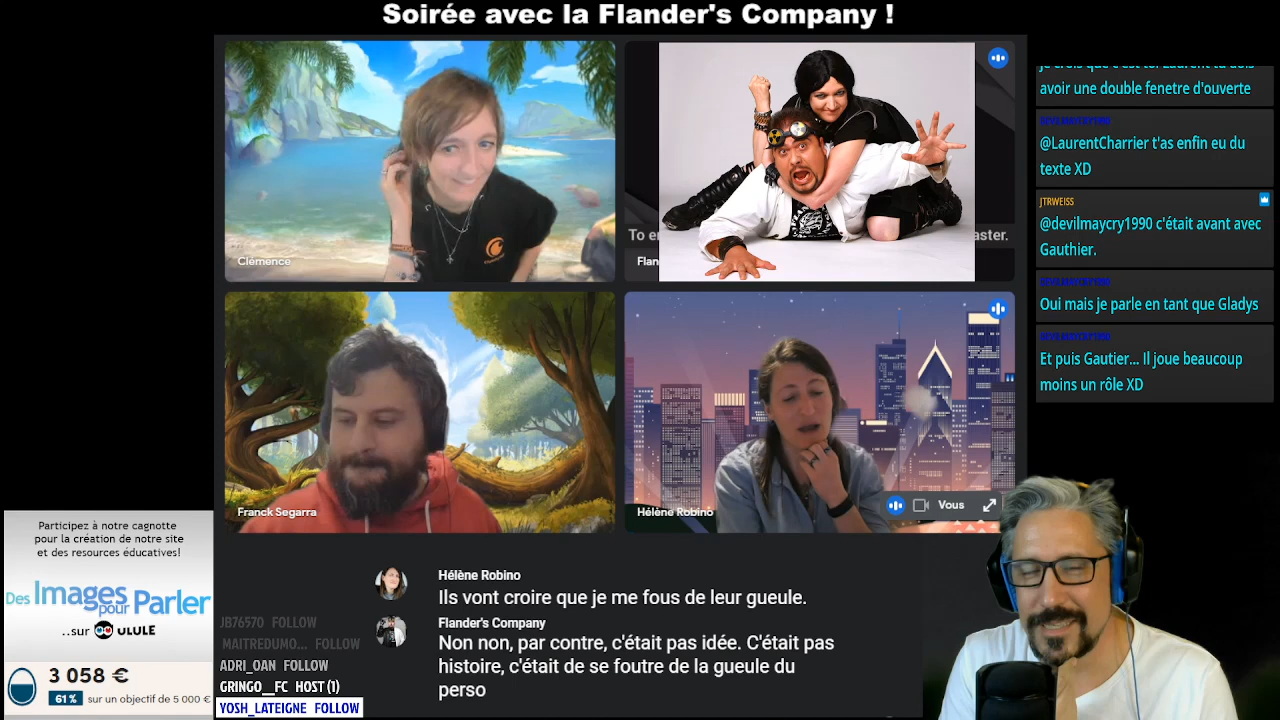 Soirée avec la Flander's Company !
Clémence
To e
aster.
Flan
Franck Segarra
Hélène Robino
Vous
avoir une double fenetre d'ouverte
@LaurentCharrier t'as enfin eu du
texte XD
JTRWEISS
@devilmaycry1990 c'était avant avec
Gauthier.
Oui mais je parle en tant que Gladys
Et puis Gautier... Il joue beaucoup
moins un rôle XD
Participez à notre cagnotte
pour la création de notre site
et des resources éducatives!
Des Images pour Parler
..sur ULULE
3 058 €
61 % sur un objectif de 5 000 €
JB76570 FOLLOW
MAITREDUMO... FOLLOW
ADRI_OAN FOLLOW
GRINGO__FC HOST (1)
YOSH_LATEIGNE FOLLOW
Hélène Robino
Ils vont croire que je me fous de leur gueule.
Flander's Company
Non non, par contre, c'était pas idée. C'était pas
histoire, c'était de se foutre de la gueule du
perso